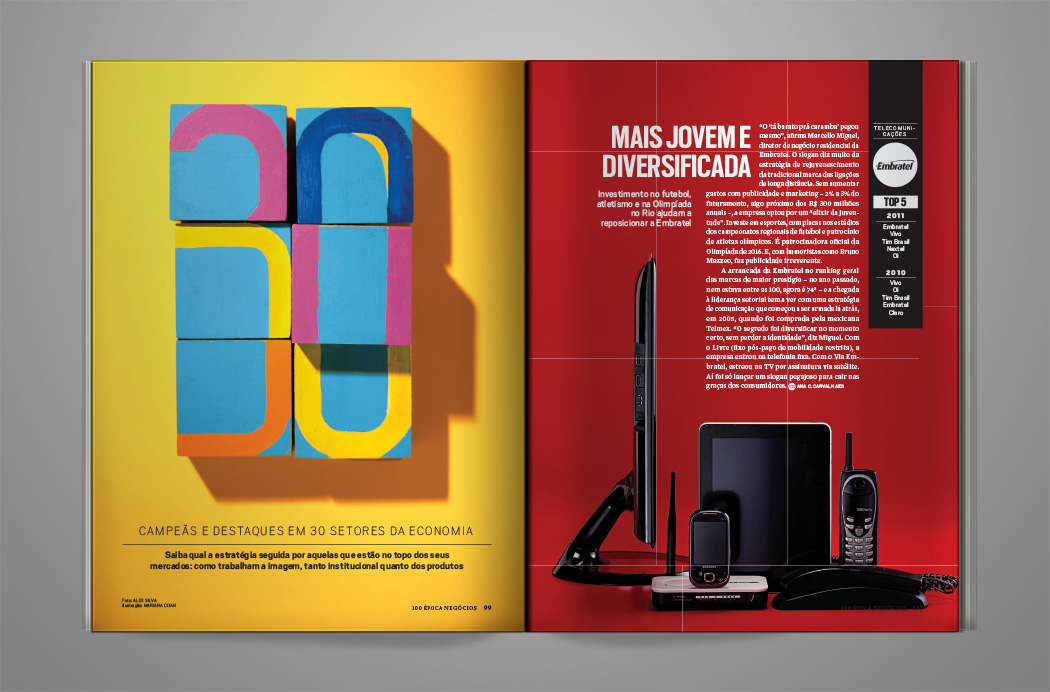 CAMPEÃS E DESTAQUES EM 30 SETORES DA ECONOMIA
Saiba qual a estratégia seguida por aquelas que estão no topo dos seus
mercados: como trabalham a imagem, tanto institucional quanto dos produtos
Foto: ALEX SILVA
Ilustração: MARIANA COAN
100 ÉPOCA NEGÓCIOS 99
MAIS JOVEM E
DIVERSIFICADA
Investimento no futebol,
atletismo e na Olimpíada
no Rio ajudam a
reposicionar a Embratel
“O ‘tá barato prá caramba’ pegou
mesmo”, afirma Marcello Miguel,
diretor de negócio residencial da
Embratel. O slogan diz muito da
estratégia de rejuvenescimento
da tradicional marca das ligações
de longa distância. Sem aumentar
gastos com publicidade e marketing – 2% a 3% do
faturamento, algo próximo dos R$ 300 milhões
anuais –, a empresa optou por um “elixir da juven-
tude”. Investe em esportes, com placas nos estádios
dos campeonatos regionais de futebol e patrocínio
de atletas olímpicos. É patrocinadora oficial da
Olimpíada de 2016. E, com humoristas como Bruno
Mazzeo, faz publicidade irreverente.
A arrancada da Embratel no ranking geral
das marcas de maior prestígio – no ano passado,
nem estava entre as 100, agora é 74ª – e a chegada
à liderança setorial tem a ver com uma estratégia
de comunicação que começou a ser armada lá atrás,
em 2005, quando foi comprada pela mexicana
Telmex. “O segredo foi diversificar no momento
certo, sem perder a identidade”, diz Miguel. Com
o Livre (fixo pós-pago de mobilidade restrita), a
empresa entrou na telefonia fixa. Com o Via Em-
bratel, estreou na TV por assinatura via satélite.
Aí foi só lançar um slogan pegajoso para cair nas
graças dos consumidores. ANA C. CARVALHAES
TELECOMUNI-
CAÇÕES
Embratel
TOP 5
2011
Embratel
Vivo
Tim Brasil
Nextel
Oi
2010
Vivo
Oi
Tim Brasil
Embratel
Claro
SAMSUNG
100 ÉPOCA NEGÓCIOS